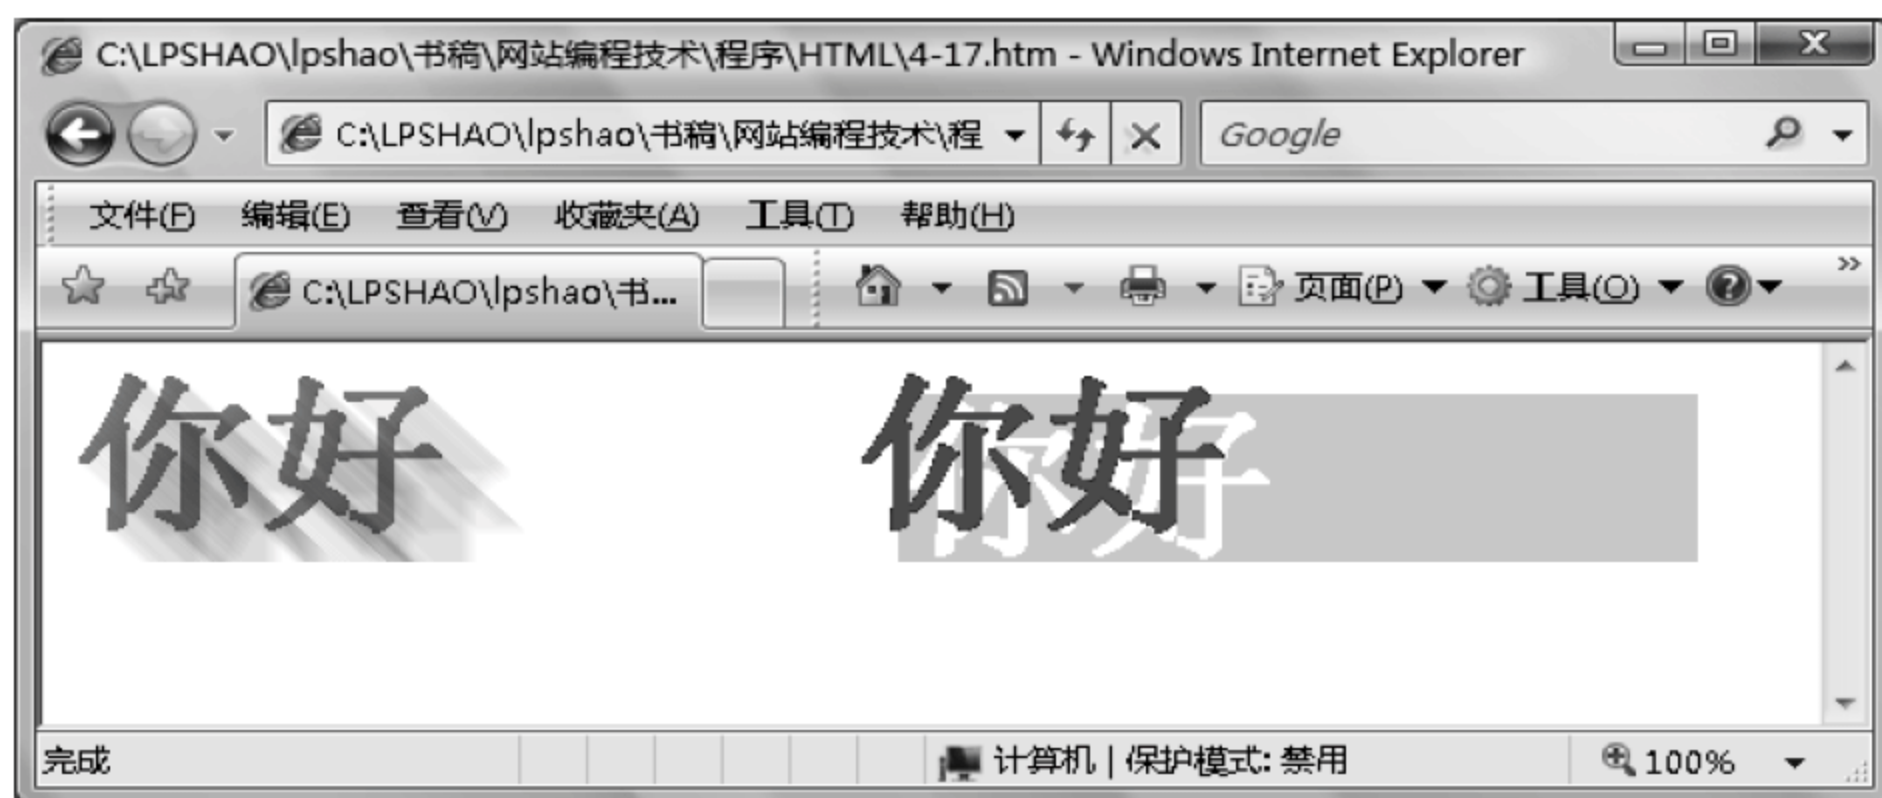 C:\LPSHAO\lpshao\书稿\网站编程技术\程序\HTML\4-17.htm - Windows Internet Explorer
C:\LPSHAO\lpshao\书稿\网站编程技术\程 Google
文件(F) 编辑(E) 查看(V) 收藏夹(A) 工具(T) 帮助(H)
C:\LPSHAO\lpshao\书... 页面(P) 工具(O)
你好 你好
完成 计算机 | 保护模式: 禁用 100%